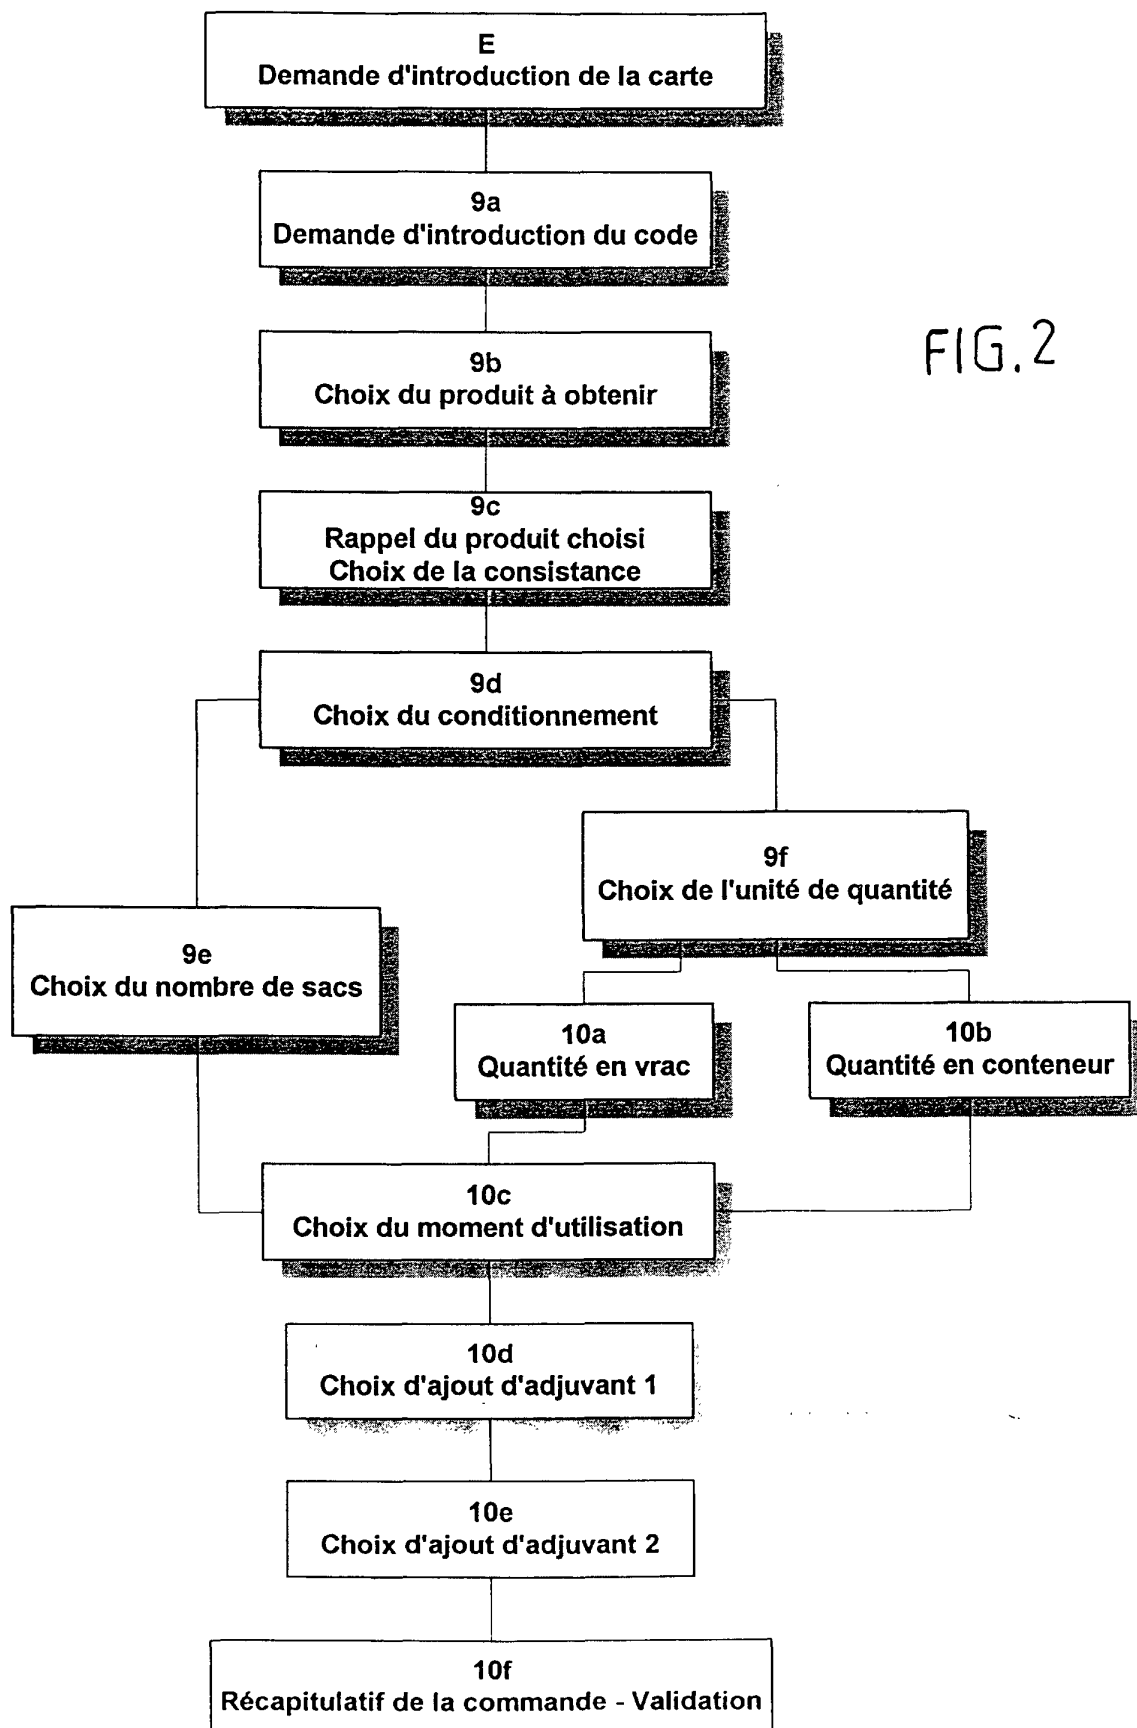 E
Demande d'introduction de la carte
9a
Demande d'introduction du code
FIG.2
9b
Choix du produit à obtenir
9c
Rappel du produit choisi
Choix de la consistance
9d
Choix du conditionnement
9f
Choix de l'unité de quantité
9e
Choix du nombre de sacs
10a
Quantité en vrac
10b
Quantité en conteneur
10c
Choix du moment d'utilisation
10d
Choix d'ajout d'adjuvant 1
10e
Choix d'ajout d'adjuvant 2
10f
Récapitulatif de la commande - Validation